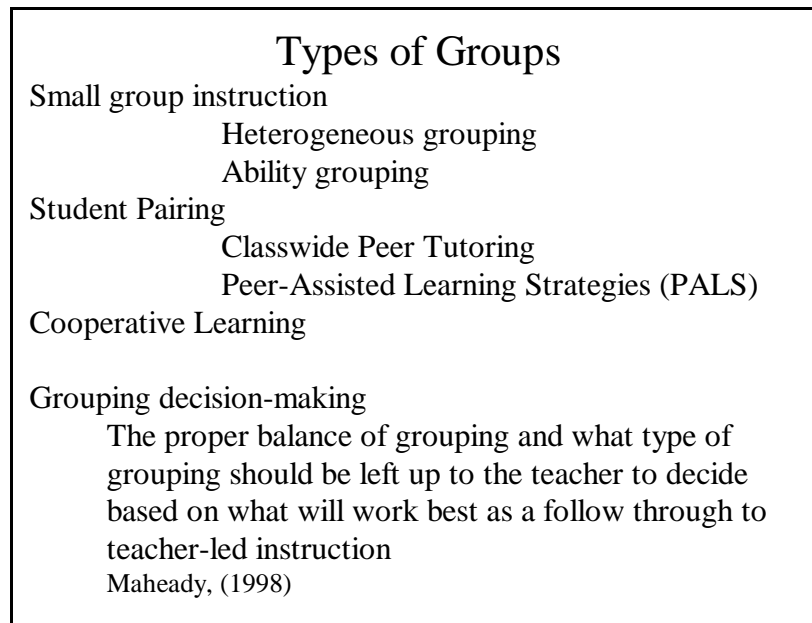 Types of Groups
Small group instruction
Heterogeneous grouping
Ability grouping
Student Pairing
Classwide Peer Tutoring
Peer-Assisted Learning Strategies (PALS)
Cooperative Learning
Grouping decision-making
The proper balance of grouping and what type of
grouping should be left up to the teacher to decide
based on what will work best as a follow through to
teacher-led instruction
Maheady, (1998)